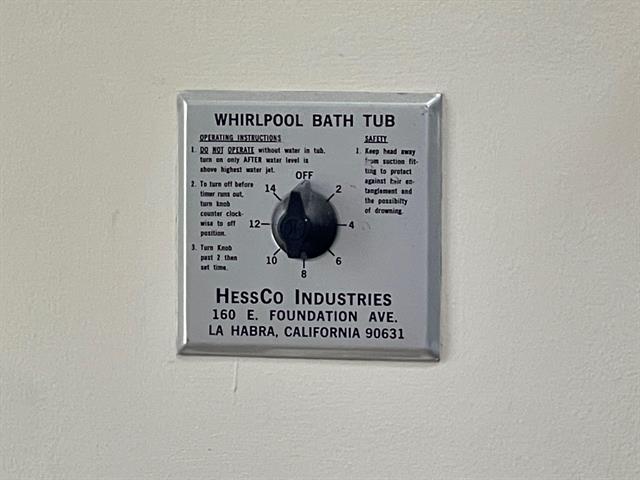 WHIRLPOOL BATH TUB
OPERATING INSTRUCTIONS
1. DO NOT OPERATE without water in tub,
turn on only AFTER water level is
above highest water jet.
2. To turn off before
timer runs out,
turn knob
counter clock-
wise to off
position.
3. Turn Knob
past 2 then
set time.
SAFETY
1. Keep head away
from suction fit-
ting to protect
against hair en-
tanglement and
the possibilty
of drowning.
OFF
2
4
6
8
10
12
14
HESSCO INDUSTRIES
160 E. FOUNDATION AVE.
LA HABRA, CALIFORNIA 90631